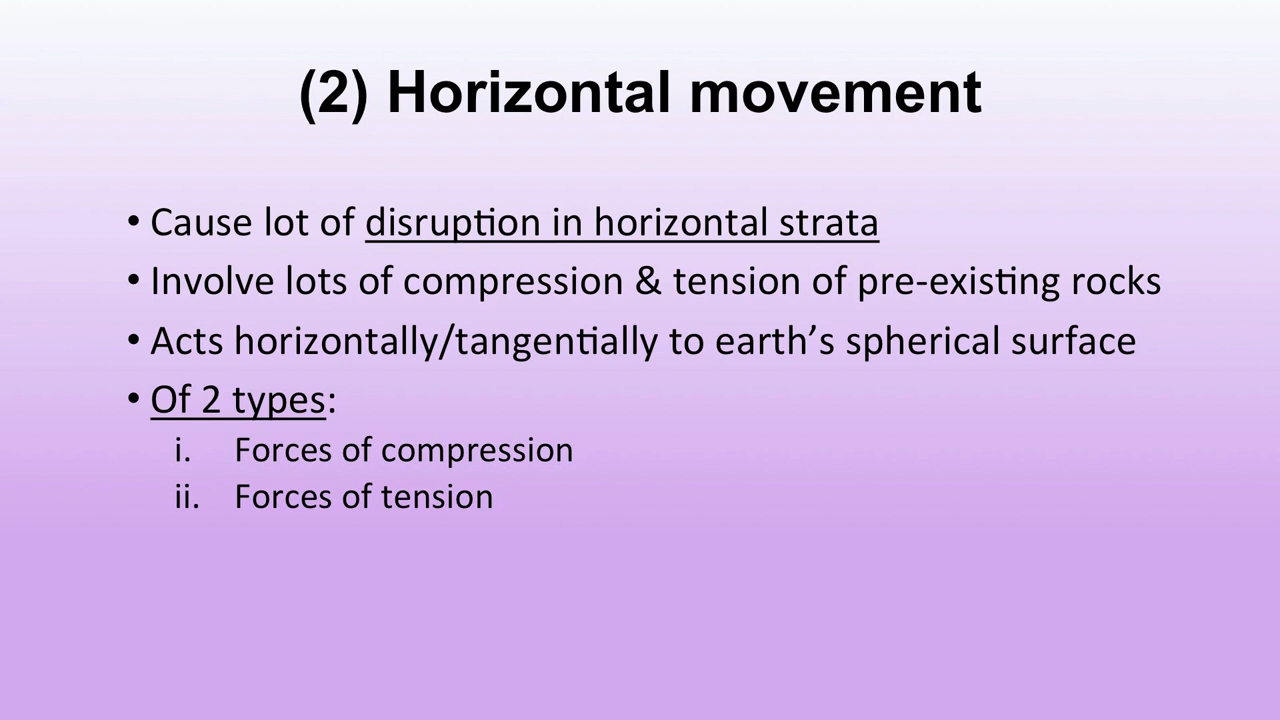 (2) Horizontal movement
• Cause lot of disruption in horizontal strata
• Involve lots of compression & tension of pre-existing rocks
• Acts horizontally/tangentially to earth’s spherical surface
• Of 2 types:
i. Forces of compression
ii. Forces of tension